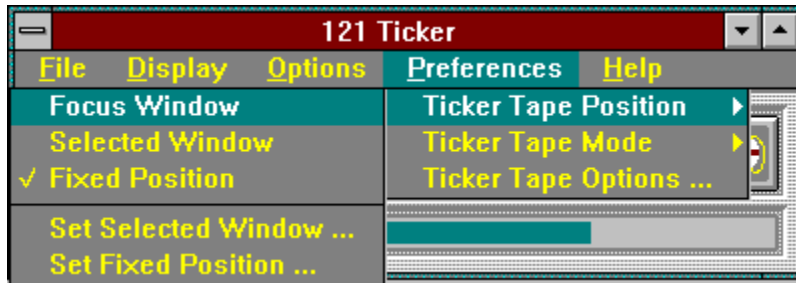 121 Ticker
File Display Options Preferences Help
Focus Window
Selected Window
✓ Fixed Position
Set Selected Window ...
Set Fixed Position ...
Ticker Tape Position
Ticker Tape Mode
Ticker Tape Options ...